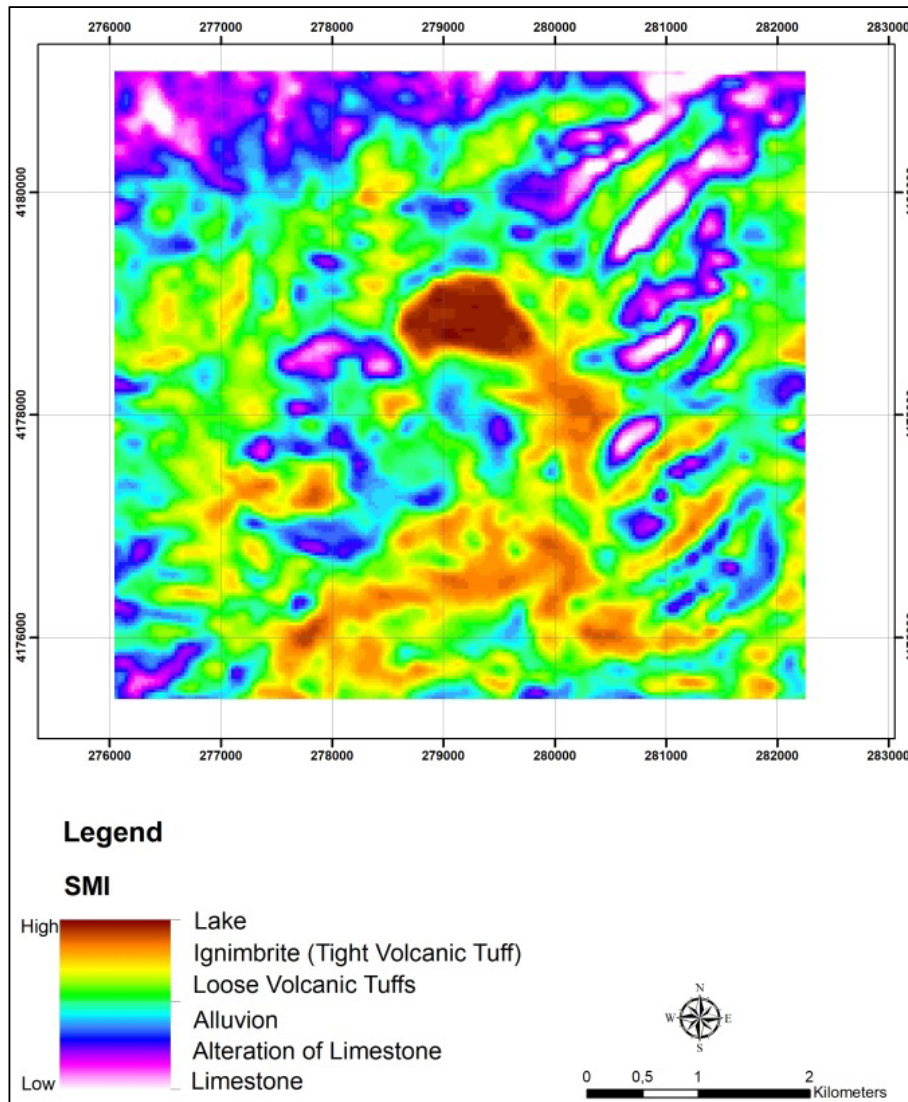 276000 277000 278000 279000 280000 281000 282000 283000
4180000
4178000
4176000
276000 277000 278000 279000 280000 281000 282000 283000
Legend
SMI
High
Lake
Ignimbrite (Tight Volcanic Tuff)
Loose Volcanic Tuffs
Alluvion
Alteration of Limestone
Low
Limestone
N
W E
S
0 0,5 1 2
Kilometers